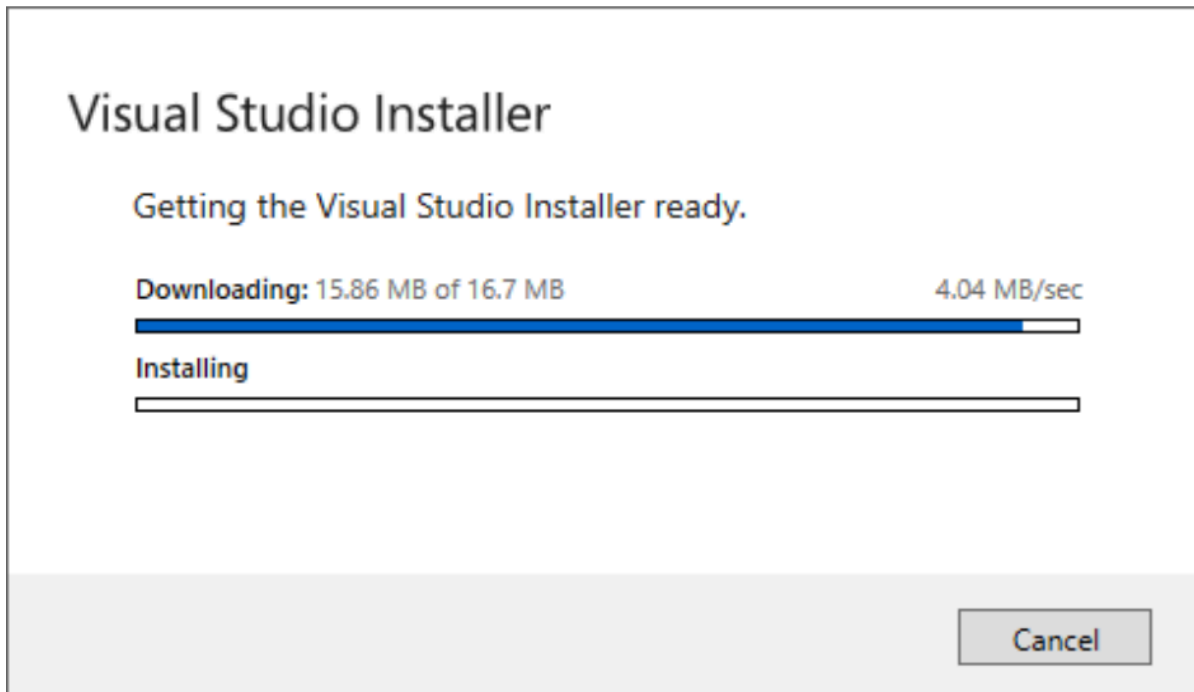 Visual Studio Installer
Getting the Visual Studio Installer ready.
Downloading: 15.86 MB of 16.7 MB 4.04 MB/sec
Installing
Cancel